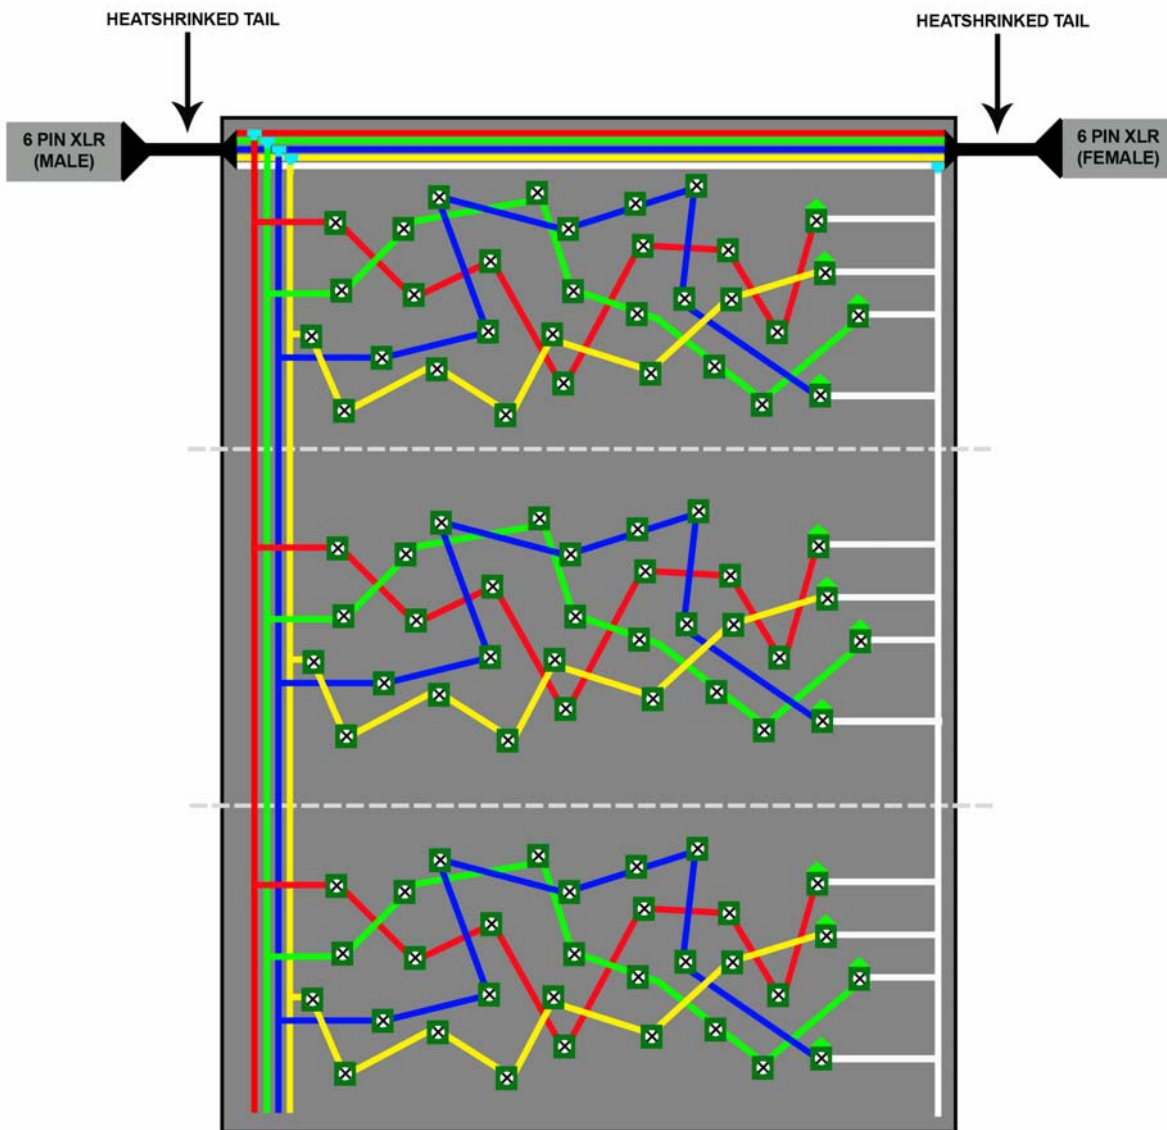 HEATSHRINKED TAIL
HEATSHRINKED TAIL
6 PIN XLR
(MALE)
6 PIN XLR
(FEMALE)